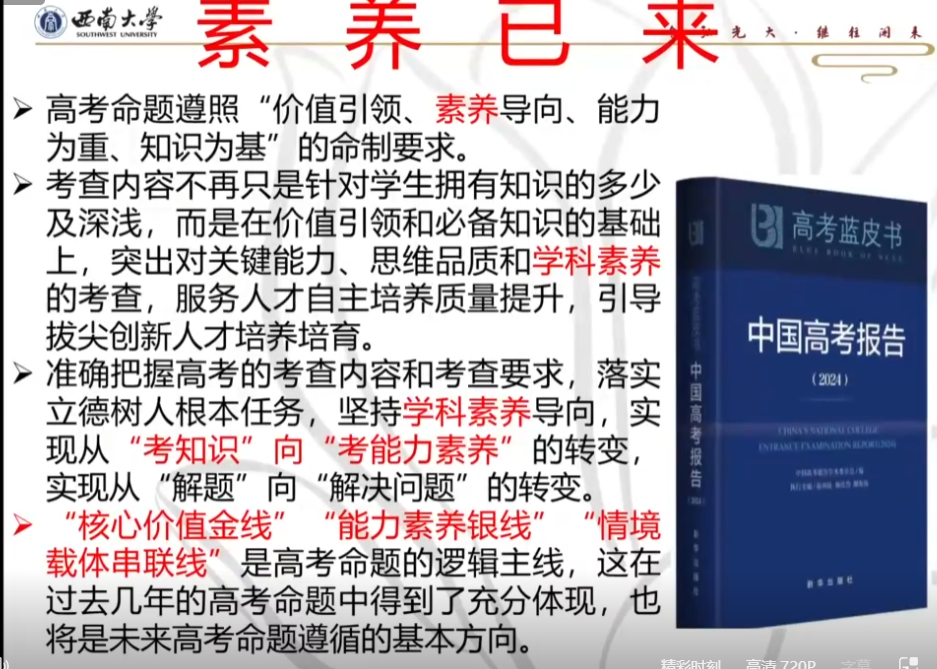 西南大学
SOUTHWEST UNIVERSITY
素养已来
光大·继往开来
高考命题遵照“价值引领、素养导向、能力
为重、知识为基”的命制要求。
考查内容不再只是针对学生拥有知识的多少
及深浅，而是在价值引领和必备知识的基础
上，突出对关键能力、思维品质和学科素养
的考查，服务人才自主培养质量提升，引导
拔尖创新人才培养培育。
准确把握高考的考查内容和考查要求，落实
立德树人根本任务，坚持学科素养导向，实
现从“考知识”向“考能力素养”的转变，
实现从“解题”向“解决问题”的转变。
“核心价值金线”“能力素养银线”“情境
载体串联线”是高考命题的逻辑主线，这在
过去几年的高考命题中得到了充分体现，也
将是未来高考命题遵循的基本方向。
高考蓝皮书
中国高考报告
（2024）
CHINA'S NATIONAL COLLEGE
ENTRANCE EXAMINATION REPORT(2024)
新华出版社
中国高考报告
精彩时刻
高清 720P
字幕